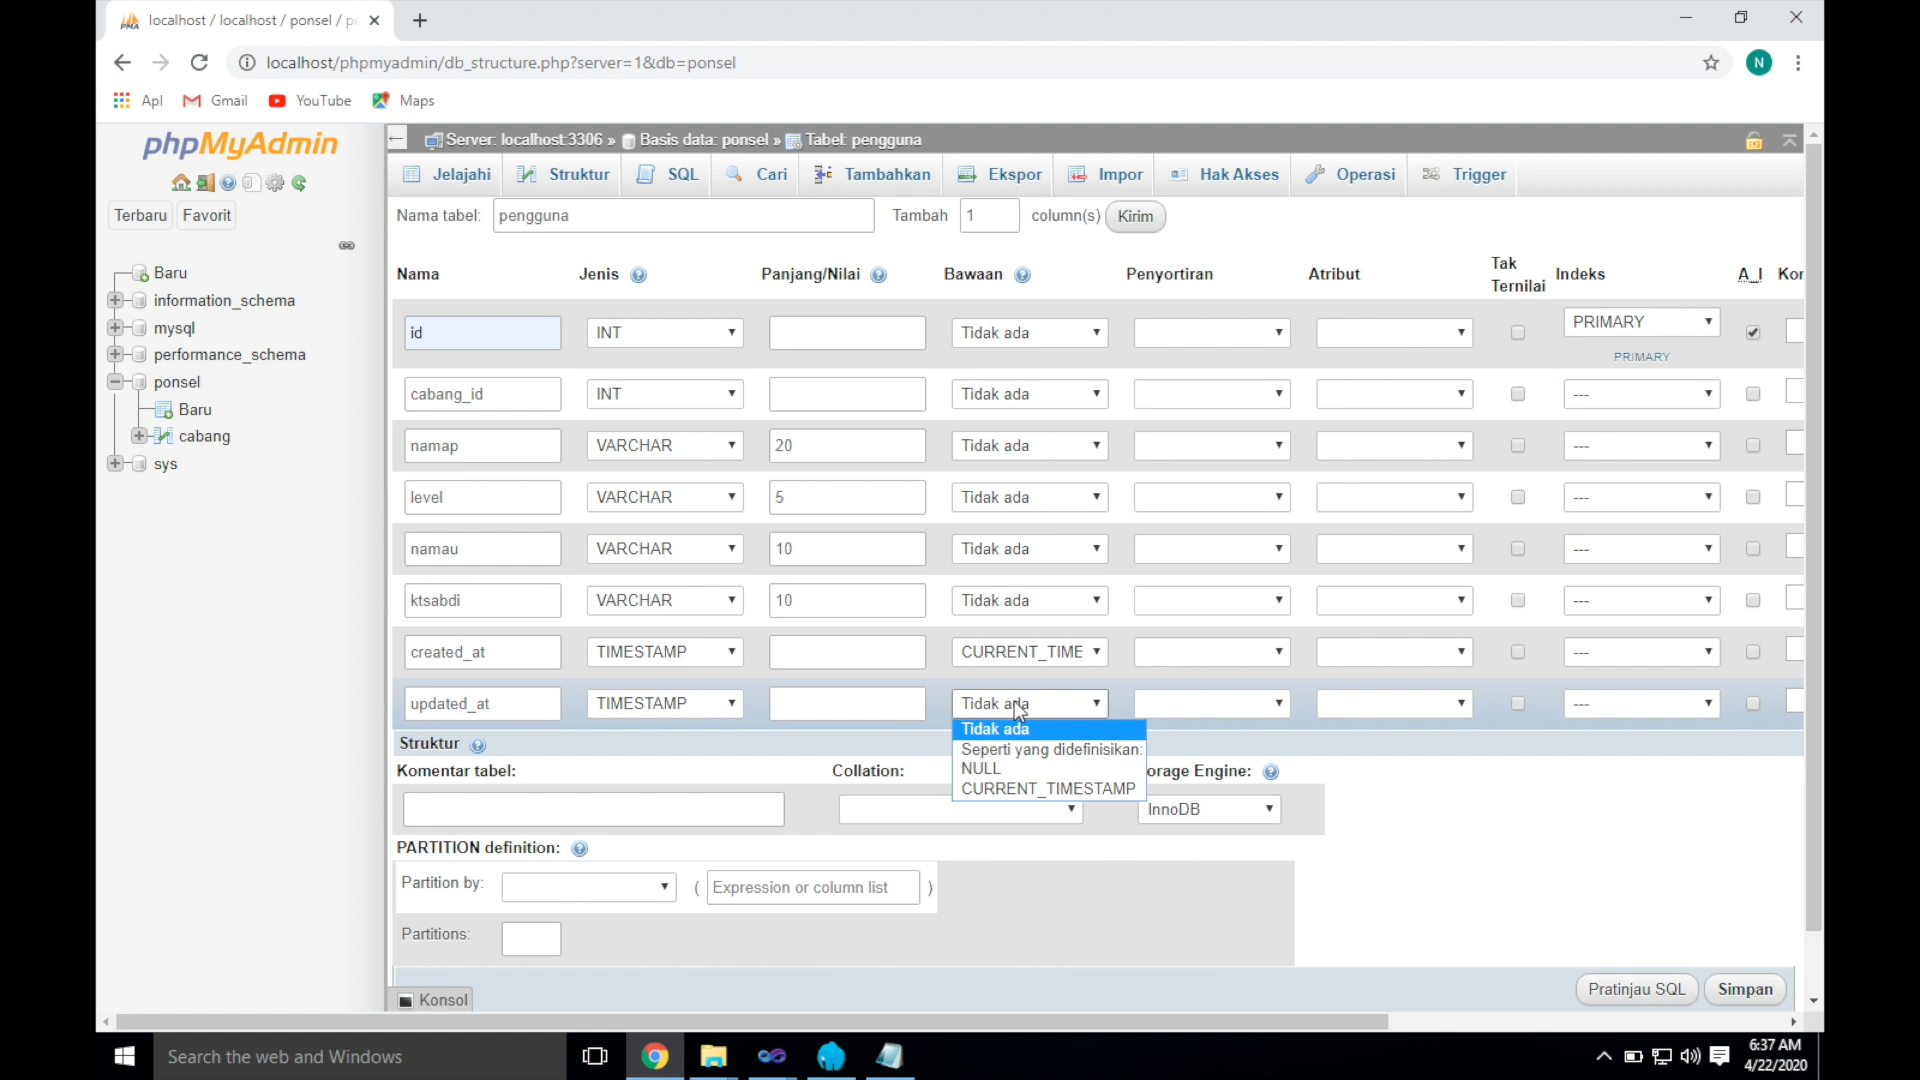 localhost / localhost / ponsel / pe
localhost/phpmyadmin/db_structure.php?server=1&db=ponsel
N
Apl
Gmail
YouTube
Maps
phpMyAdmin
Terbaru
Favorit
Baru
information_schema
mysql
performance_schema
ponsel
Baru
cabang
sys
Server: localhost:3306 » Basis data: ponsel » Tabel: pengguna
Jelajahi
Struktur
SQL
Cari
Tambahkan
Ekspor
Impor
Hak Akses
Operasi
Trigger
Nama tabel: pengguna Tambah 1 column(s) Kirim
Nama Jenis Panjang/Nilai Bawaan Penyortiran Atribut Tak Ternilai Indeks A_I Kor
id INT Tidak ada PRIMARY
PRIMARY
cabang_id INT Tidak ada ---
namap VARCHAR 20 Tidak ada ---
level VARCHAR 5 Tidak ada ---
namau VARCHAR 10 Tidak ada ---
ktsabdi VARCHAR 10 Tidak ada ---
created_at TIMESTAMP CURRENT_TIME ---
updated_at TIMESTAMP Tidak ada ---
Tidak ada
Seperti yang didefinisikan:
NULL
CURRENT_TIMESTAMP
Struktur
Komentar tabel: Collation: orage Engine:
InnoDB
PARTITION definition:
Partition by: ( Expression or column list )
Partitions:
Pratinjau SQL Simpan
Konsol
Search the web and Windows
6:37 AM
4/22/2020